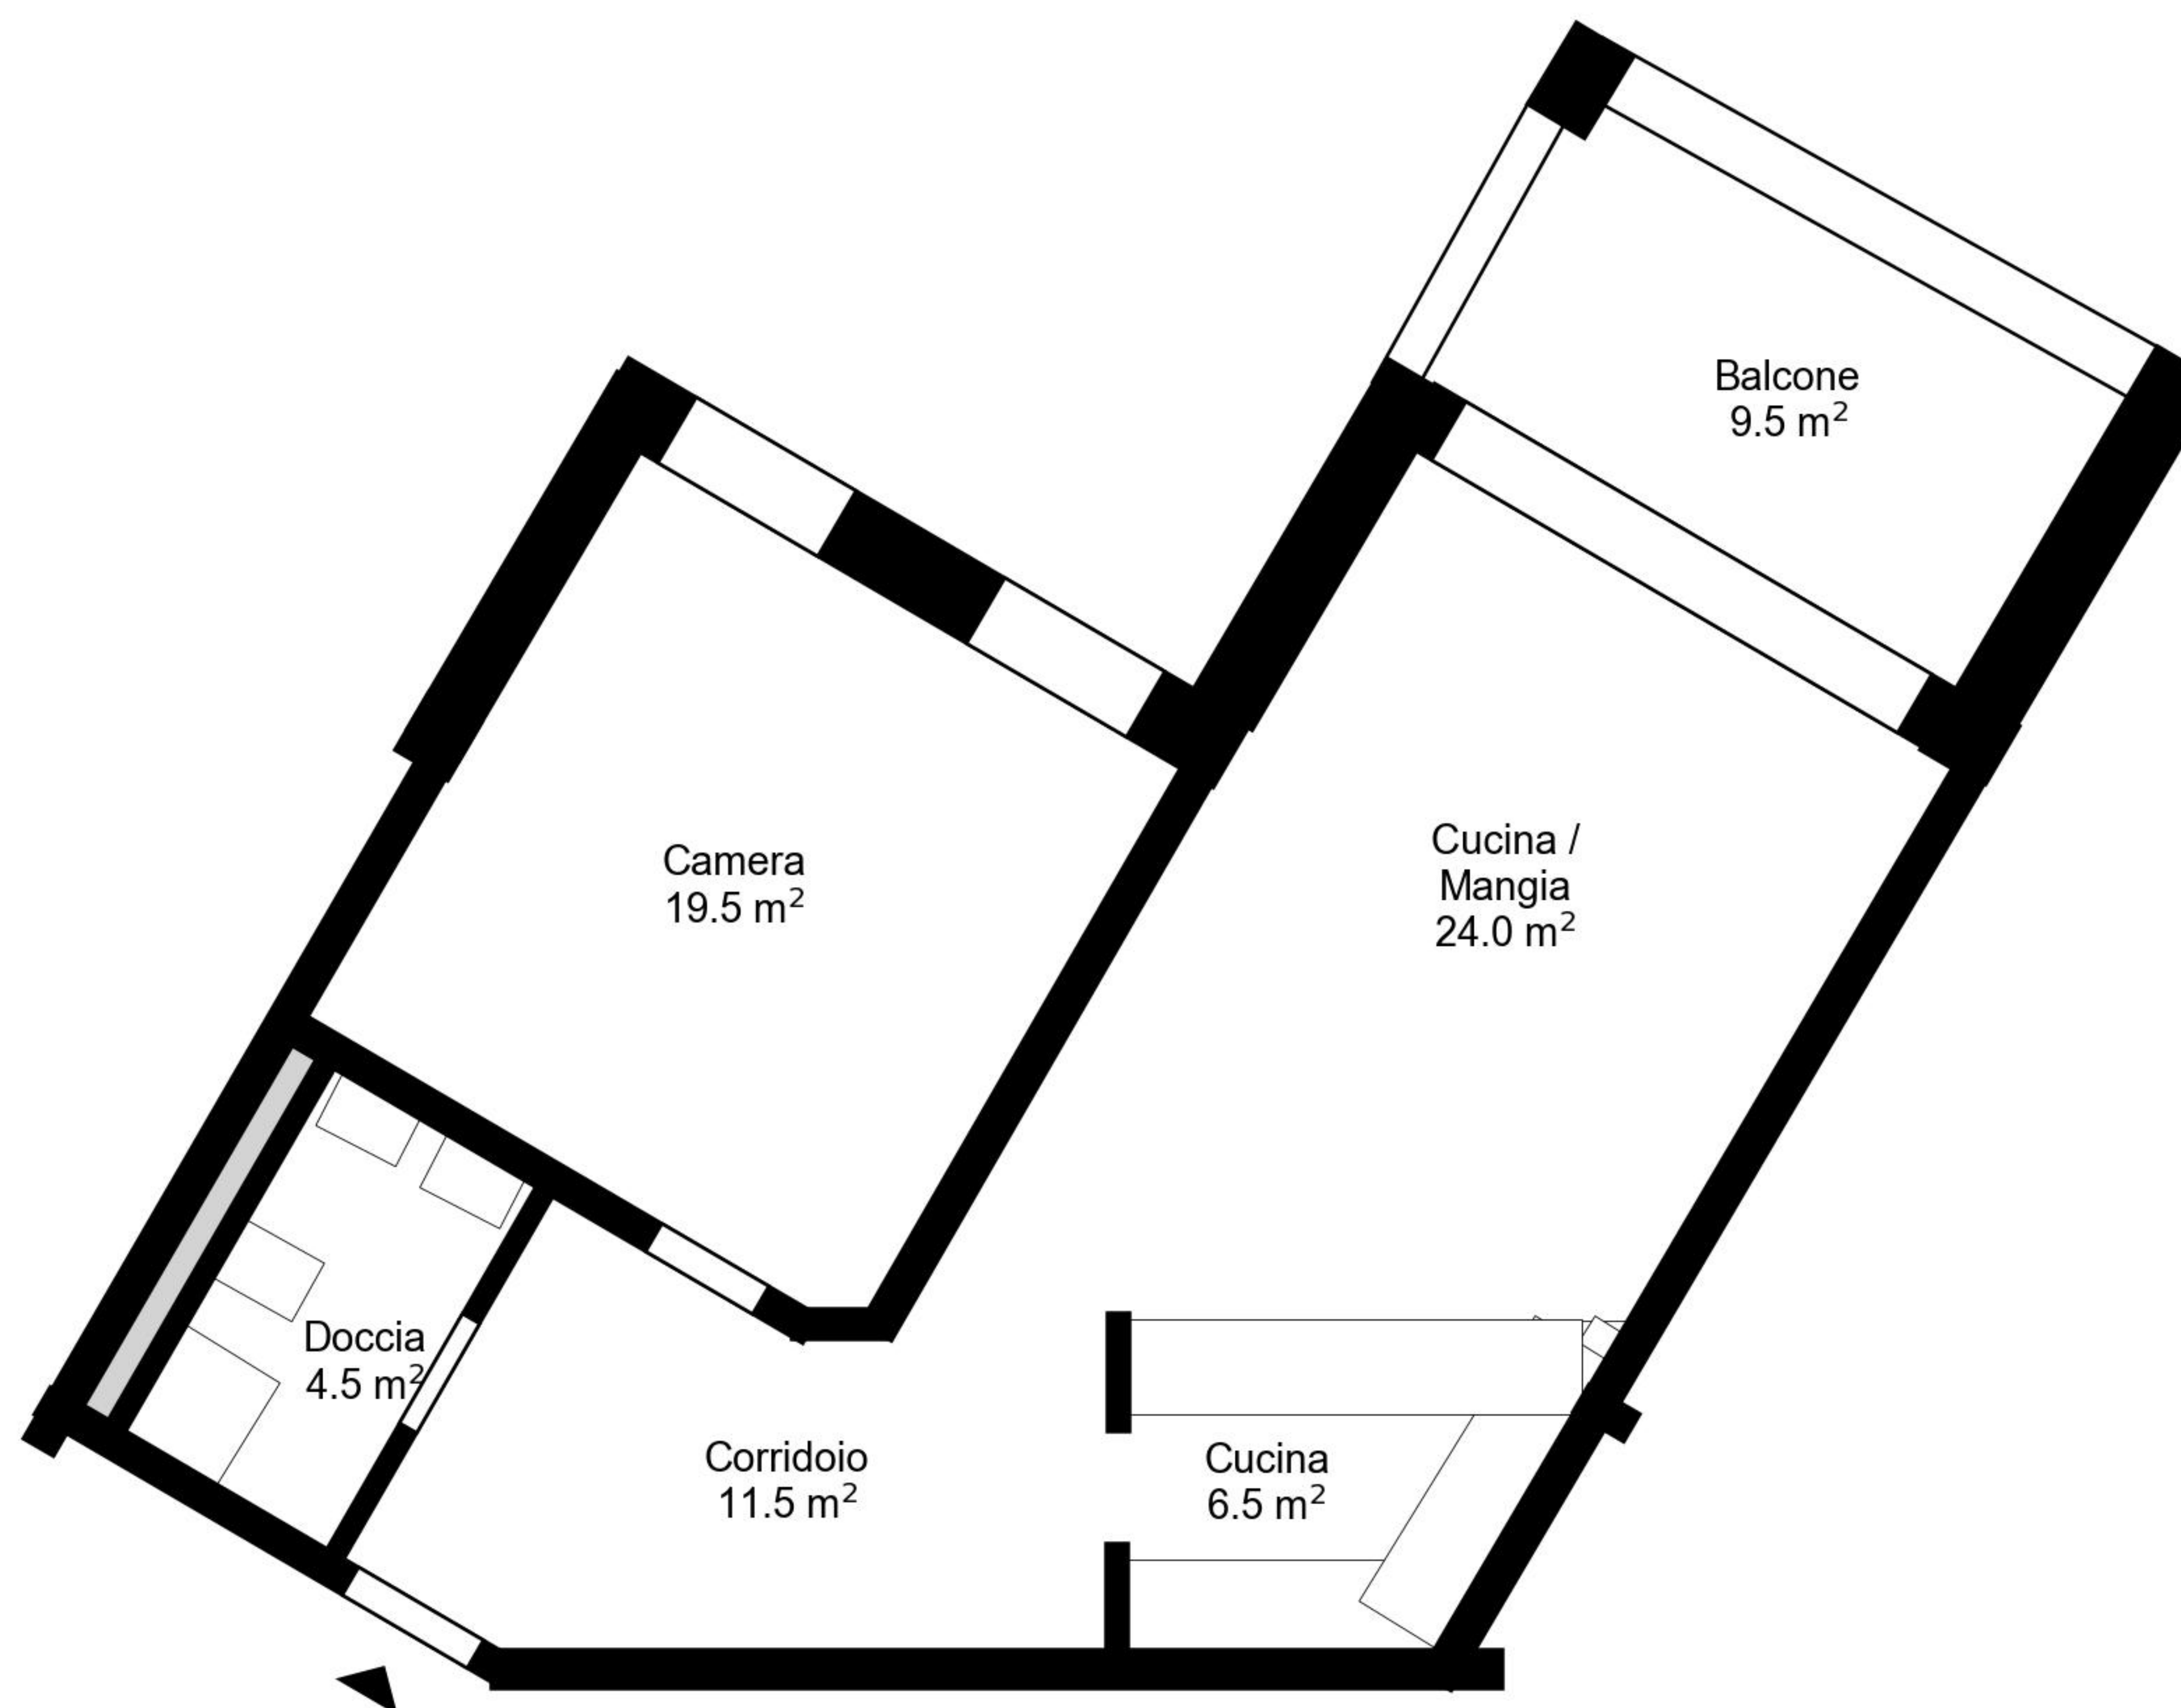 Balcone
9.5 m²
Cucina /
Mangia
24.0 m²
Camera
19.5 m²
Doccia
4.5 m²
Corridoio
11.5 m²
Cucina
6.5 m²